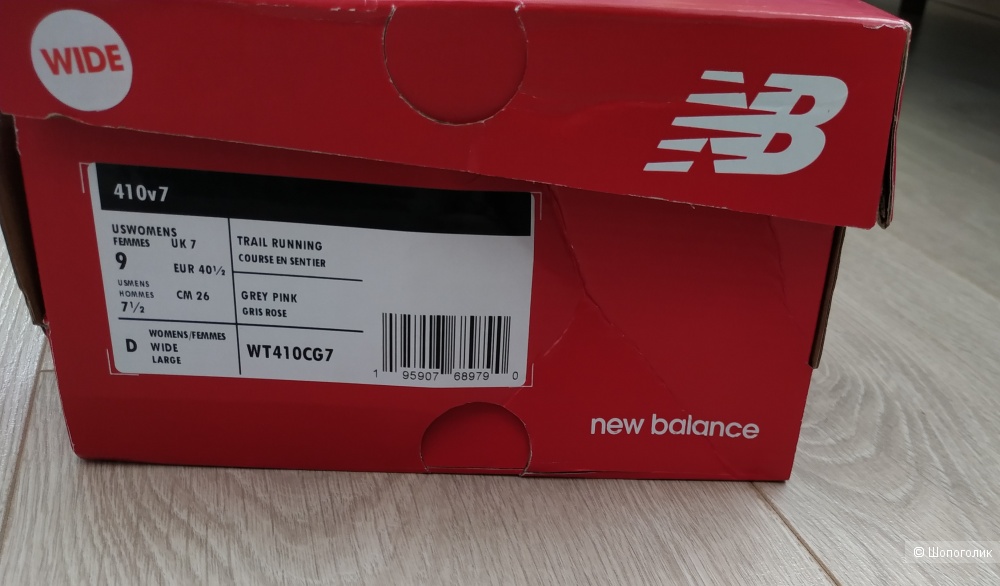 WIDE
NB
410v7
USWOMENS
FEMMES
9
UK 7
EUR 40½
USMENS
HOMMES
7½
CM 26
TRAIL RUNNING
COURSE EN SENTIER
GREY PINK
GRIS ROSE
D
WOMENS/FEMMES
WIDE
LARGE
WT410CG7
1 95907 68979 0
new balance
© Шопоголик